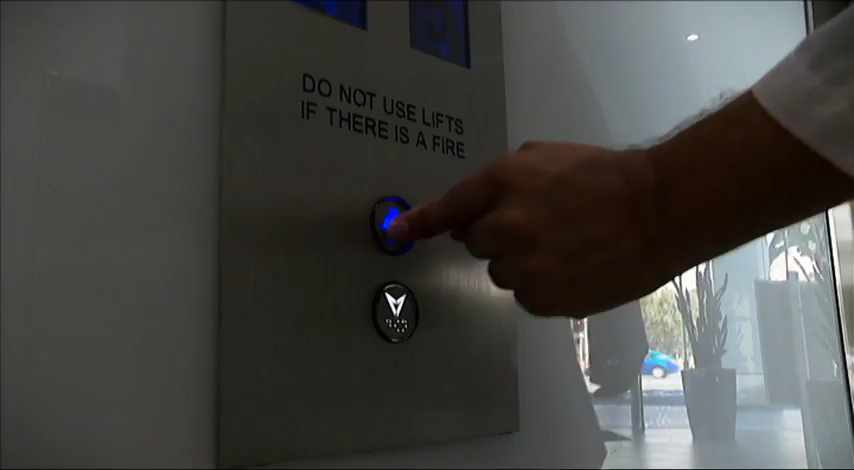 DO NOT USE LIFTS
IF THERE IS A FIRE